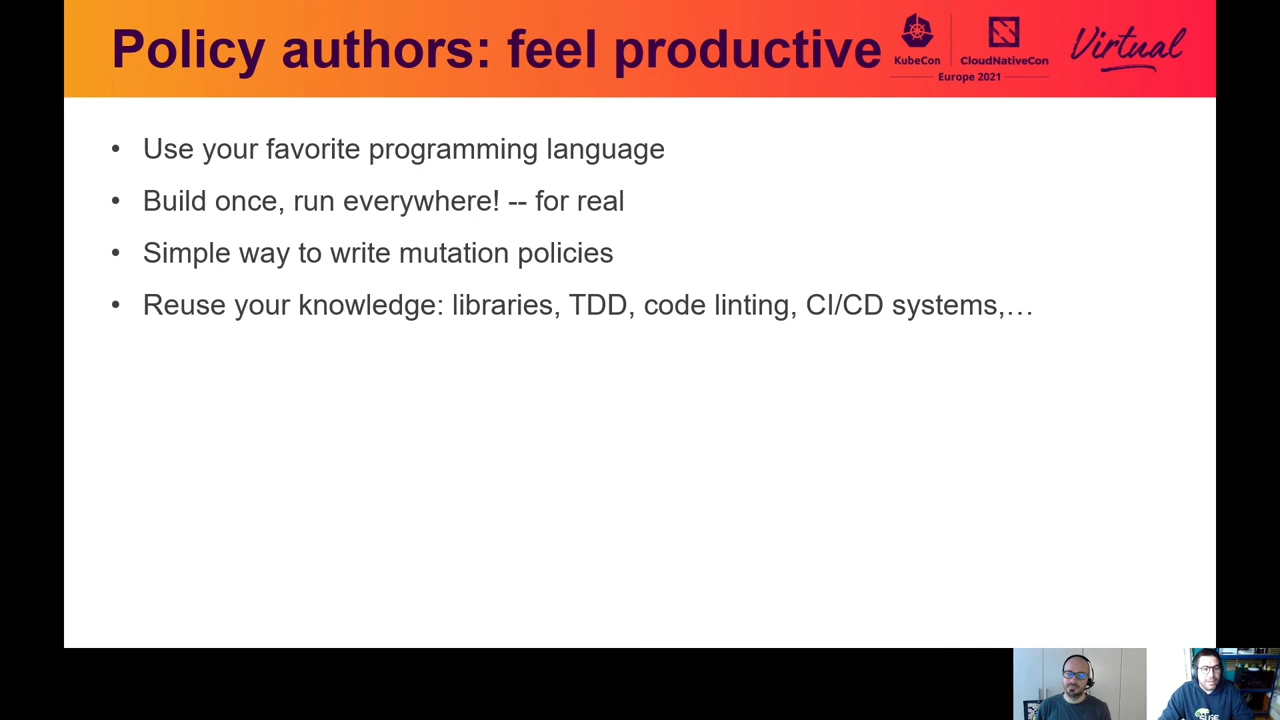 Policy authors: feel productive
KubeCon
CloudNativeCon
Europe 2021
Virtual
• Use your favorite programming language
• Build once, run everywhere! -- for real
• Simple way to write mutation policies
• Reuse your knowledge: libraries, TDD, code linting, CI/CD systems,…
SUSE